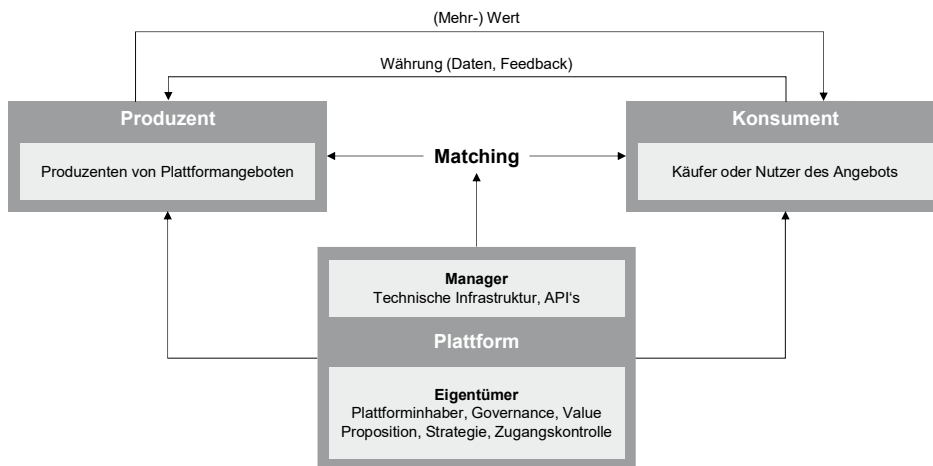 (Mehr-) Wert
Währung (Daten, Feedback)
Produzent
Produzenten von Plattformangeboten
Matching
Konsument
Käufer oder Nutzer des Angebots
Manager
Technische Infrastruktur, API‘s
Plattform
Eigentümer
Plattforminhaber, Governance, Value
Proposition, Strategie, Zugangskontrolle